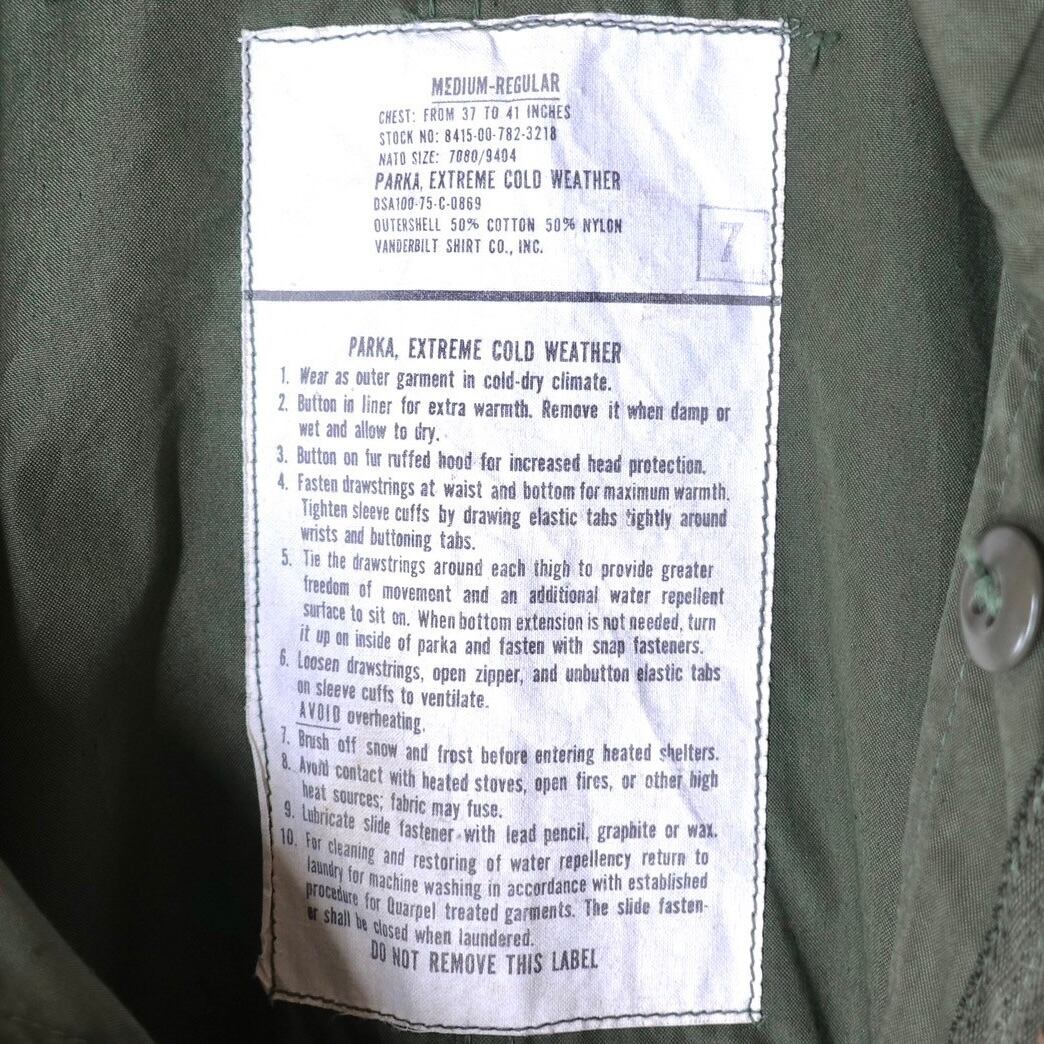 MEDIUM-REGULAR
CHEST: FROM 37 TO 41 INCHES
STOCK NO: 8415-00-782-3218
NATO SIZE: 7080/9404
PARKA, EXTREME COLD WEATHER
DSA100-75-C-0869
OUTERSHELL 50% COTTON 50% NYLON
VANDERBILT SHIRT CO., INC.
7
PARKA, EXTREME COLD WEATHER
1. Wear as outer garment in cold-dry climate.
2. Button in liner for extra warmth. Remove it when damp or
wet and allow to dry.
3. Button on fur ruffed hood for increased head protection.
4. Fasten drawstrings at waist and bottom for maximum warmth.
Tighten sleeve cuffs by drawing elastic tabs tightly around
wrists and buttoning tabs.
5. Tie the drawstrings around each thigh to provide greater
freedom of movement and an additional water repellent
surface to sit on. When bottom extension is not needed, turn
it up on inside of parka and fasten with snap fasteners.
6. Loosen drawstrings, open zipper, and unbutton elastic tabs
on sleeve cuffs to ventilate.
AVOID overheating.
7. Brush off snow and frost before entering heated shelters.
8. Avoid contact with heated stoves, open fires, or other high
heat sources; fabric may fuse.
9. Lubricate slide fastener with lead pencil, graphite or wax.
10. For cleaning and restoring of water repellency return to
laundry for machine washing in accordance with established
procedure for Quarpel treated garments. The slide fasten-
er shall be closed when laundered.
DO NOT REMOVE THIS LABEL